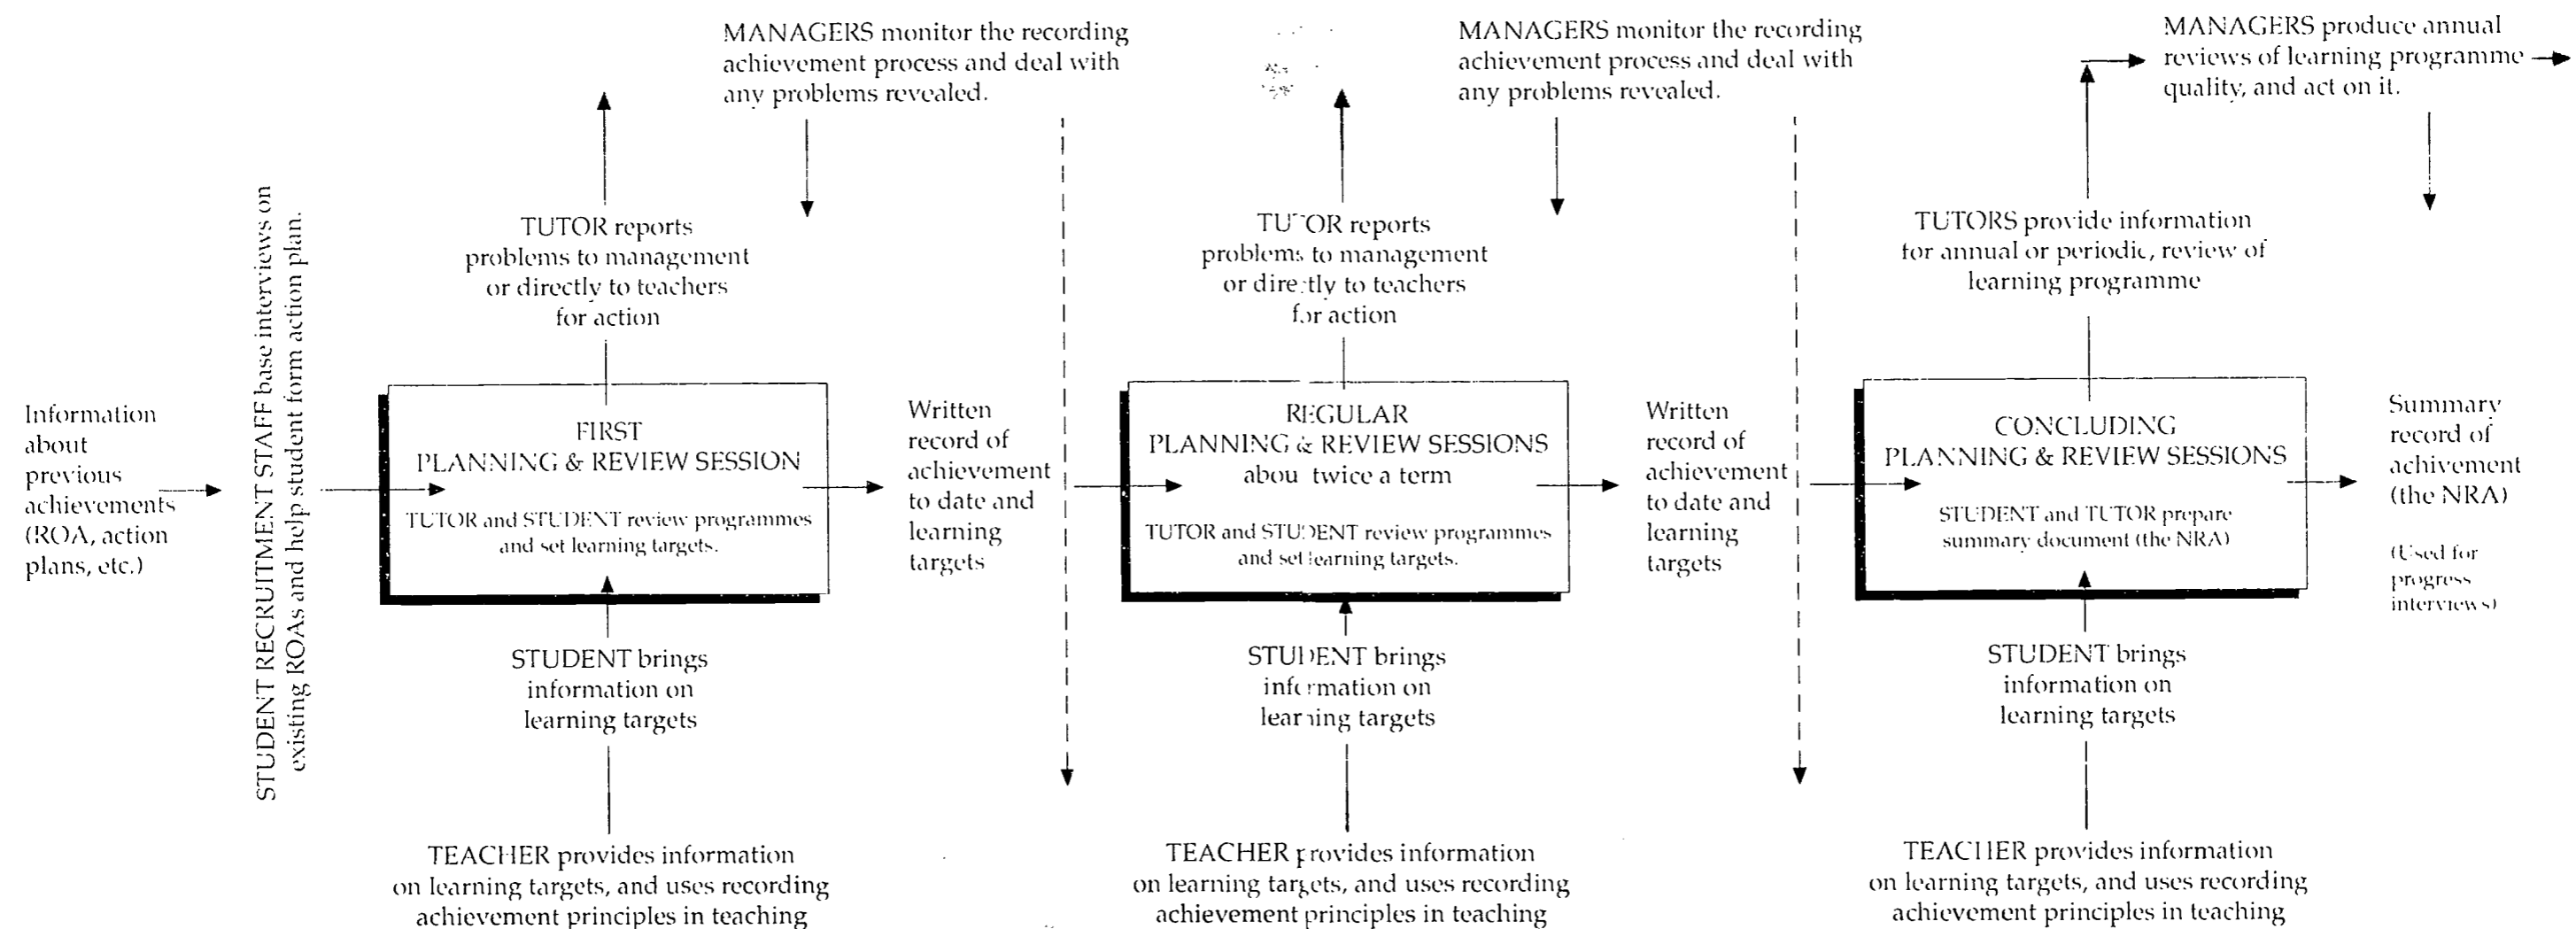 MANAGERS monitor the recording
achievement process and deal with
any problems revealed.
MANAGERS monitor the recording
achievement process and deal with
any problems revealed.
MANAGERS produce annual
reviews of learning programme
quality, and act on it.
TUTOR reports
problems to management
or directly to teachers
for action
TUTOR reports
problems to management
or directly to teachers
for action
TUTORS provide information
for annual or periodic, review of
learning programme
Information
about
previous
achievements
(ROA, action
plans, etc.)
STUDENT RECRUITMENT STAFF base interviews on
existing ROAs and help student form action plan.
FIRST
PLANNING & REVIEW SESSION
TUTOR and STUDENT review programmes
and set learning targets.
Written
record of
achievement
to date and
learning
targets
REGULAR
PLANNING & REVIEW SESSIONS
about twice a term
TUTOR and STUDENT review programmes
and set learning targets.
Written
record of
achievement
to date and
learning
targets
CONCLUDING
PLANNING & REVIEW SESSIONS
STUDENT and TUTOR prepare
summary document (the NRA)
Summary
record of
achivement
(the NRA)
(Used for
progress
interviews)
STUDENT brings
information on
learning targets
STUDENT brings
information on
learning targets
STUDENT brings
information on
learning targets
TEACHER provides information
on learning targets, and uses recording
achievement principles in teaching
TEACHER provides information
on learning targets, and uses recording
achievement principles in teaching
TEACHER provides information
on learning targets, and uses recording
achievement principles in teaching